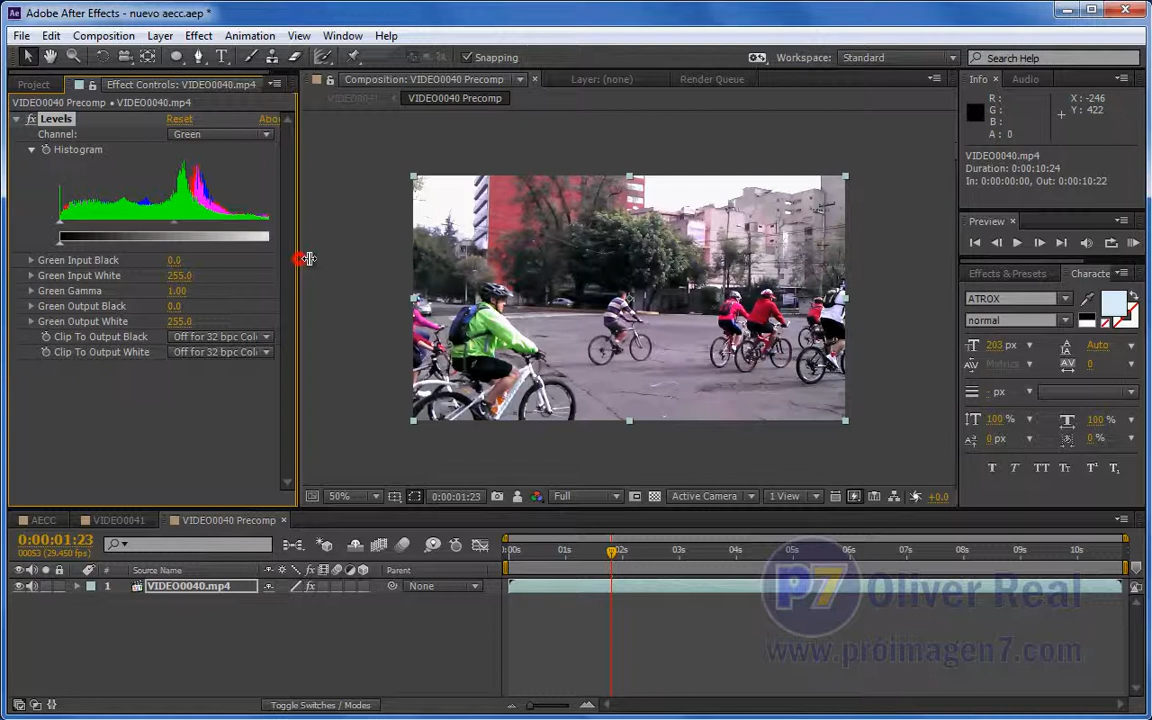 Adobe After Effects - nuevo aecc.aep *
File Edit Composition Layer Effect Animation View Window Help
Snapping Workspace: Standard Search Help
Project Effect Controls: VIDEO0040.mp4 Composition: VIDEO0040 Precomp Layer: (none) Render Queue Info Audio
VIDEO0040 Precomp • VIDEO0040.mp4 VIDEO0041 VIDEO0040 Precomp
fx Levels Reset Abo
Channel: Green
Histogram
R: X: -246
G: Y: 422
B:
A: 0
VIDEO0040.mp4
Duration: 0:00:10:24
In: 0:00:00:00, Out: 0:00:10:22
Preview
Green Input Black 0.0
Green Input White 255.0
Green Gamma 1.00
Green Output Black 0.0
Green Output White 255.0
Clip To Output Black Off for 32 bpc Col
Clip To Output White Off for 32 bpc Col
Effects & Presets Characte
ATROX
normal
203 px Auto
Metrics 0
- px
100 % 100 %
0 px 0 %
T T TT Tт T¹ T,
50% 0:00:01:23 Full Active Camera 1 View +0.0
AECC VIDEO0041 VIDEO0040 Precomp
0:00:01:23
00053 (29.450 fps)
):00s 01s 02s 03s 04s 05s 06s 07s 08s 09s 10s
# Source Name Parent
1 VIDEO0040.mp4 fx None
P7 Oliver Real
www.proimagen7.com
Toggle Switches / Modes